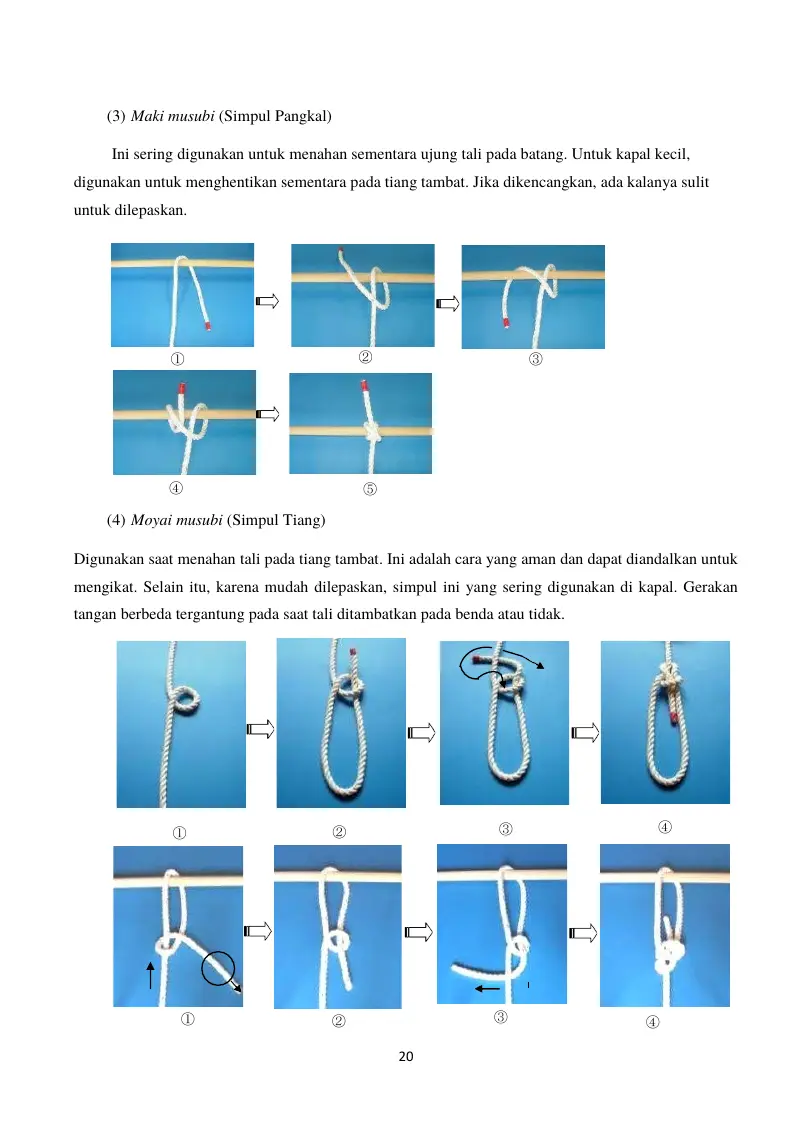 (3) Maki musubi (Simpul Pangkal)
Ini sering digunakan untuk menahan sementara ujung tali pada batang. Untuk kapal kecil,
digunakan untuk menghentikan sementara pada tiang tambat. Jika dikencangkan, ada kalanya sulit
untuk dilepaskan.
① ② ③
④ ⑤
(4) Moyai musubi (Simpul Tiang)
Digunakan saat menahan tali pada tiang tambat. Ini adalah cara yang aman dan dapat diandalkan untuk
mengikat. Selain itu, karena mudah dilepaskan, simpul ini yang sering digunakan di kapal. Gerakan
tangan berbeda tergantung pada saat tali ditambatkan pada benda atau tidak.
① ② ③ ④
① ② ③ ④
20